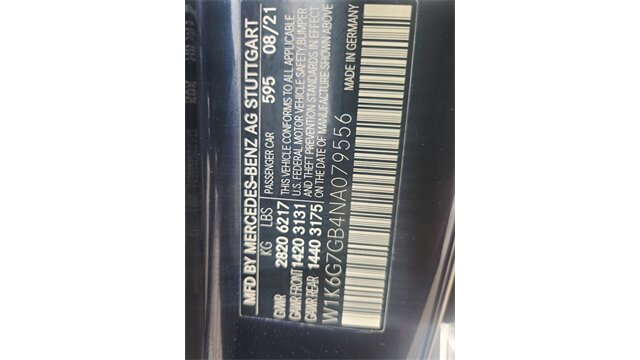 MFD BY MERCEDES-BENZ AG STUTTGART
KG LBS PASSENGER CAR 595 08/21
GVWR 2820 6217 THIS VEHICLE CONFORMS TO ALL APPLICABLE
GAWR FRONT 1420 3131 U.S. FEDERAL MOTOR VEHICLE SAFETY, BUMPER
GAWR REAR 1440 3175 AND THEFT PREVENTION STANDARDS IN EFFECT
ON THE DATE OF MANUFACTURE SHOWN ABOVE
W1K6G7GB4NA079556 MADE IN GERMANY